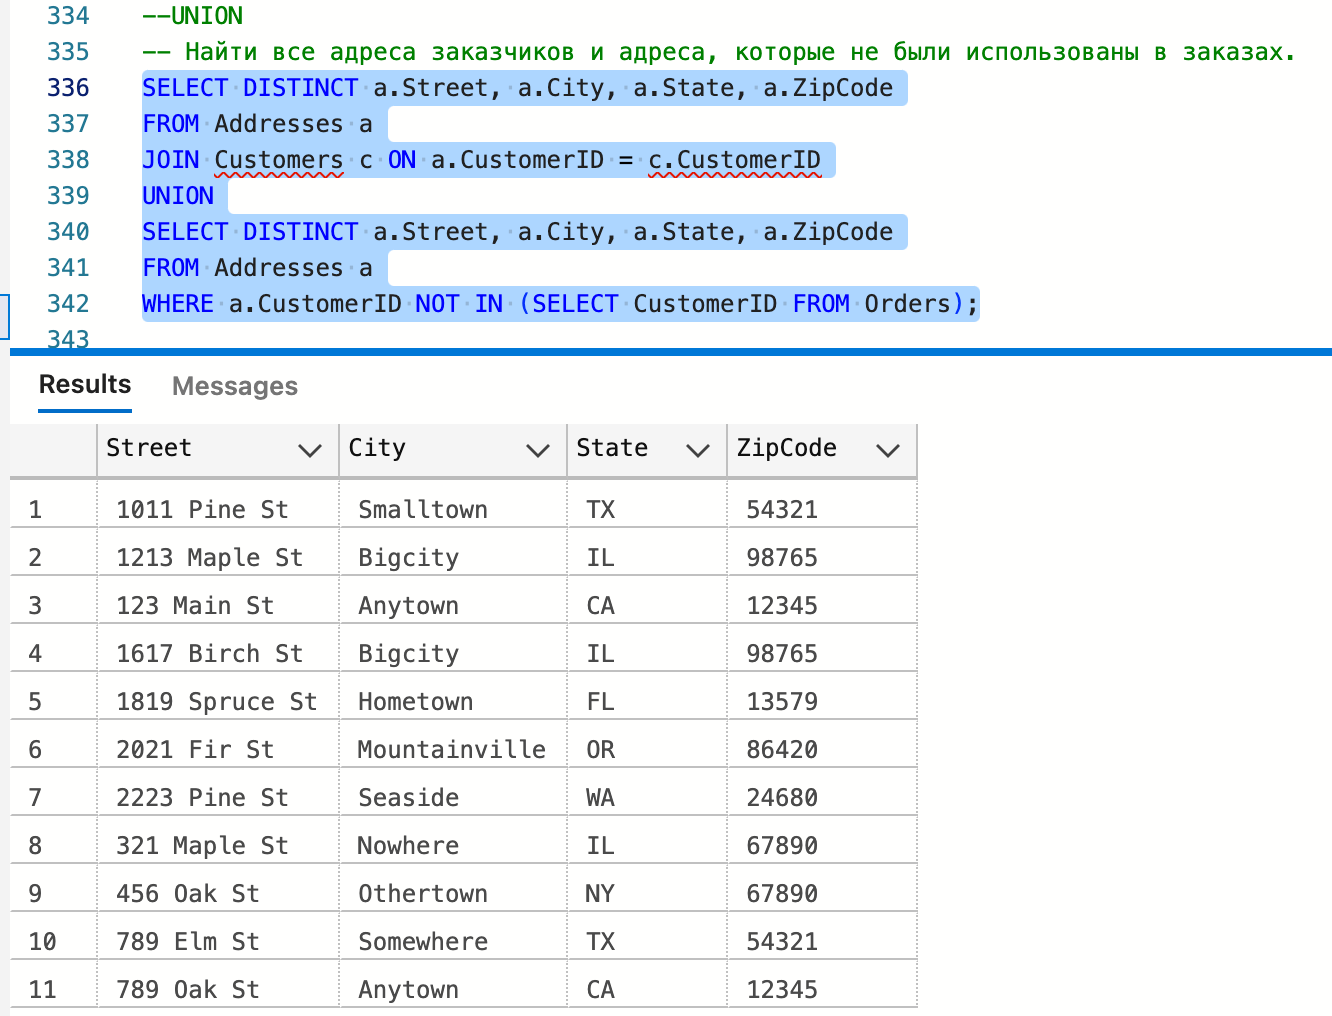 334 --UNION
335 -- Найти все адреса заказчиков и адреса, которые не были использованы в заказах.
336 SELECT DISTINCT a.Street, a.City, a.State, a.ZipCode
337 FROM Addresses a
338 JOIN Customers c ON a.CustomerID = c.CustomerID
339 UNION
340 SELECT DISTINCT a.Street, a.City, a.State, a.ZipCode
341 FROM Addresses a
342 WHERE a.CustomerID NOT IN (SELECT CustomerID FROM Orders);
343
Results Messages
Street City State ZipCode
1 1011 Pine St Smalltown TX 54321
2 1213 Maple St Bigcity IL 98765
3 123 Main St Anytown CA 12345
4 1617 Birch St Bigcity IL 98765
5 1819 Spruce St Hometown FL 13579
6 2021 Fir St Mountainville OR 86420
7 2223 Pine St Seaside WA 24680
8 321 Maple St Nowhere IL 67890
9 456 Oak St Othertown NY 67890
10 789 Elm St Somewhere TX 54321
11 789 Oak St Anytown CA 12345